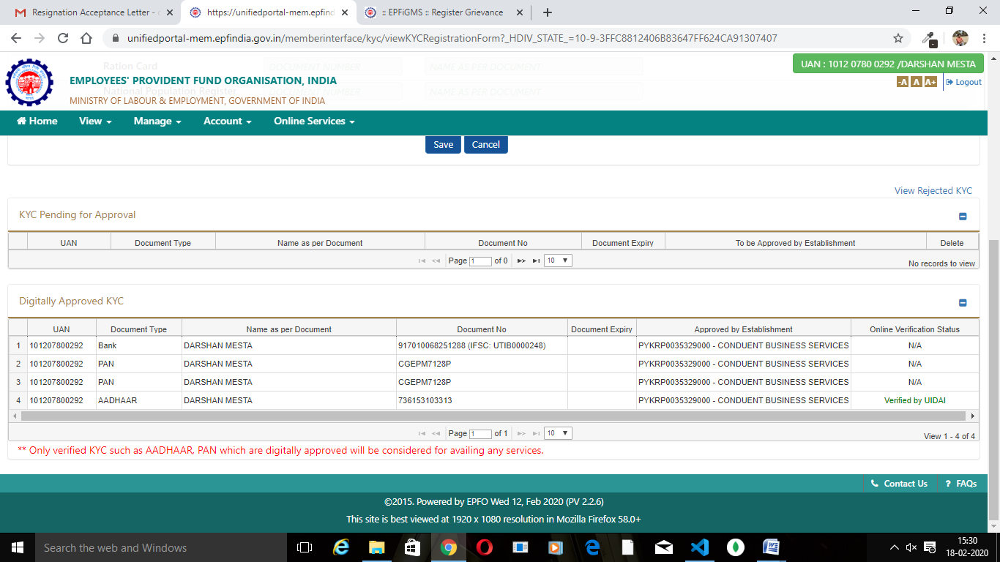 Resignation Acceptance Letter -
https://unifiedportal-mem.epfind
:: EPFiGMS :: Register Grievance
unifiedportal-mem.epfindia.gov.in/memberinterface/kyc/viewKYCRegistrationForm?_HDIV_STATE_=10-9-3FFC8812406B83647FF624CA91307407
Ration Card DOCUMENT NUMBER NAME AS PER DOCUMENT
UAN : 1012 0780 0292 /DARSHAN MESTA
EMPLOYEES' PROVIDENT FUND ORGANISATION, INDIA
-A A A+ Logout
National Population Register DOCUMENT NUMBER NAME AS PER DOCUMENT
MINISTRY OF LABOUR & EMPLOYMENT, GOVERNMENT OF INDIA
Home View Manage Account Online Services
Save Cancel
View Rejected KYC
KYC Pending for Approval
UAN Document Type Name as per Document Document No Document Expiry To be Approved by Establishment Delete
Page 1 of 0 10
No records to view
Digitally Approved KYC
UAN Document Type Name as per Document Document No Document Expiry Approved by Establishment Online Verification Status
1 101207800292 Bank DARSHAN MESTA 917010068251288 (IFSC: UTIB0000248) PYKRP0035329000 - CONDUENT BUSINESS SERVICES N/A
2 101207800292 PAN DARSHAN MESTA CGEPM7128P PYKRP0035329000 - CONDUENT BUSINESS SERVICES N/A
3 101207800292 PAN DARSHAN MESTA CGEPM7128P PYKRP0035329000 - CONDUENT BUSINESS SERVICES N/A
4 101207800292 AADHAAR DARSHAN MESTA 736153103313 PYKRP0035329000 - CONDUENT BUSINESS SERVICES Verified by UIDAI
Page 1 of 1 10
View 1 - 4 of 4
** Only verified KYC such as AADHAAR, PAN which are digitally approved will be considered for availing any services.
Contact Us ? FAQs
©2015. Powered by EPFO Wed 12, Feb 2020 (PV 2.2.6)
This site is best viewed at 1920 x 1080 resolution in Mozilla Firefox 58.0+
Search the web and Windows
15:30
18-02-2020